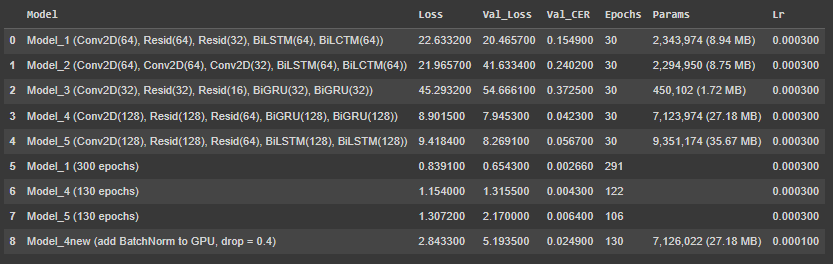 Model Loss Val_Loss Val_CER Epochs Params Lr
0 Model_1 (Conv2D(64), Resid(64), Resid(32), BiLSTM(64), BiLCTM(64)) 22.633200 20.465700 0.154900 30 2,343,974 (8.94 MB) 0.000300
1 Model_2 (Conv2D(64), Conv2D(64), Conv2D(32), BiLSTM(64), BiLCTM(64)) 21.965700 41.633400 0.240200 30 2,294,950 (8.75 MB) 0.000300
2 Model_3 (Conv2D(32), Resid(32), Resid(16), BiGRU(32), BiGRU(32)) 45.293200 54.666100 0.372500 30 450,102 (1.72 MB) 0.000300
3 Model_4 (Conv2D(128), Resid(128), Resid(64), BiGRU(128), BiGRU(128)) 8.901500 7.945300 0.042300 30 7,123,974 (27.18 MB) 0.000300
4 Model_5 (Conv2D(128), Resid(128), Resid(64), BiLSTM(128), BiLSTM(128)) 9.418400 8.269100 0.056700 30 9,351,174 (35.67 MB) 0.000300
5 Model_1 (300 epochs) 0.839100 0.654300 0.002660 291 0.000300
6 Model_4 (130 epochs) 1.154000 1.315500 0.004300 122 0.000300
7 Model_5 (130 epochs) 1.307200 2.170000 0.006400 106 0.000300
8 Model_4new (add BatchNorm to GPU, drop = 0.4) 2.843300 5.193500 0.024900 130 7,126,022 (27.18 MB) 0.000100